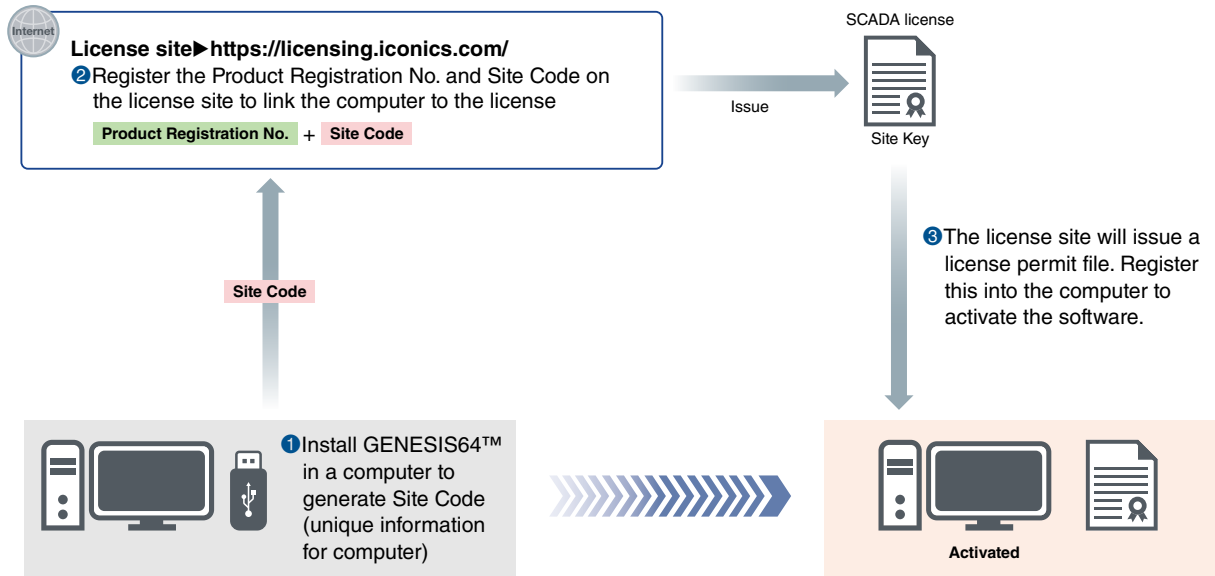 Internet
License site▶https://licensing.iconics.com/
❷Register the Product Registration No. and Site Code on
the license site to link the computer to the license
Product Registration No. + Site Code
Issue
SCADA license
Site Key
Site Code
❸The license site will issue a
license permit file. Register
this into the computer to
activate the software.
❶Install GENESIS64™
in a computer to
generate Site Code
(unique information
for computer)
Activated